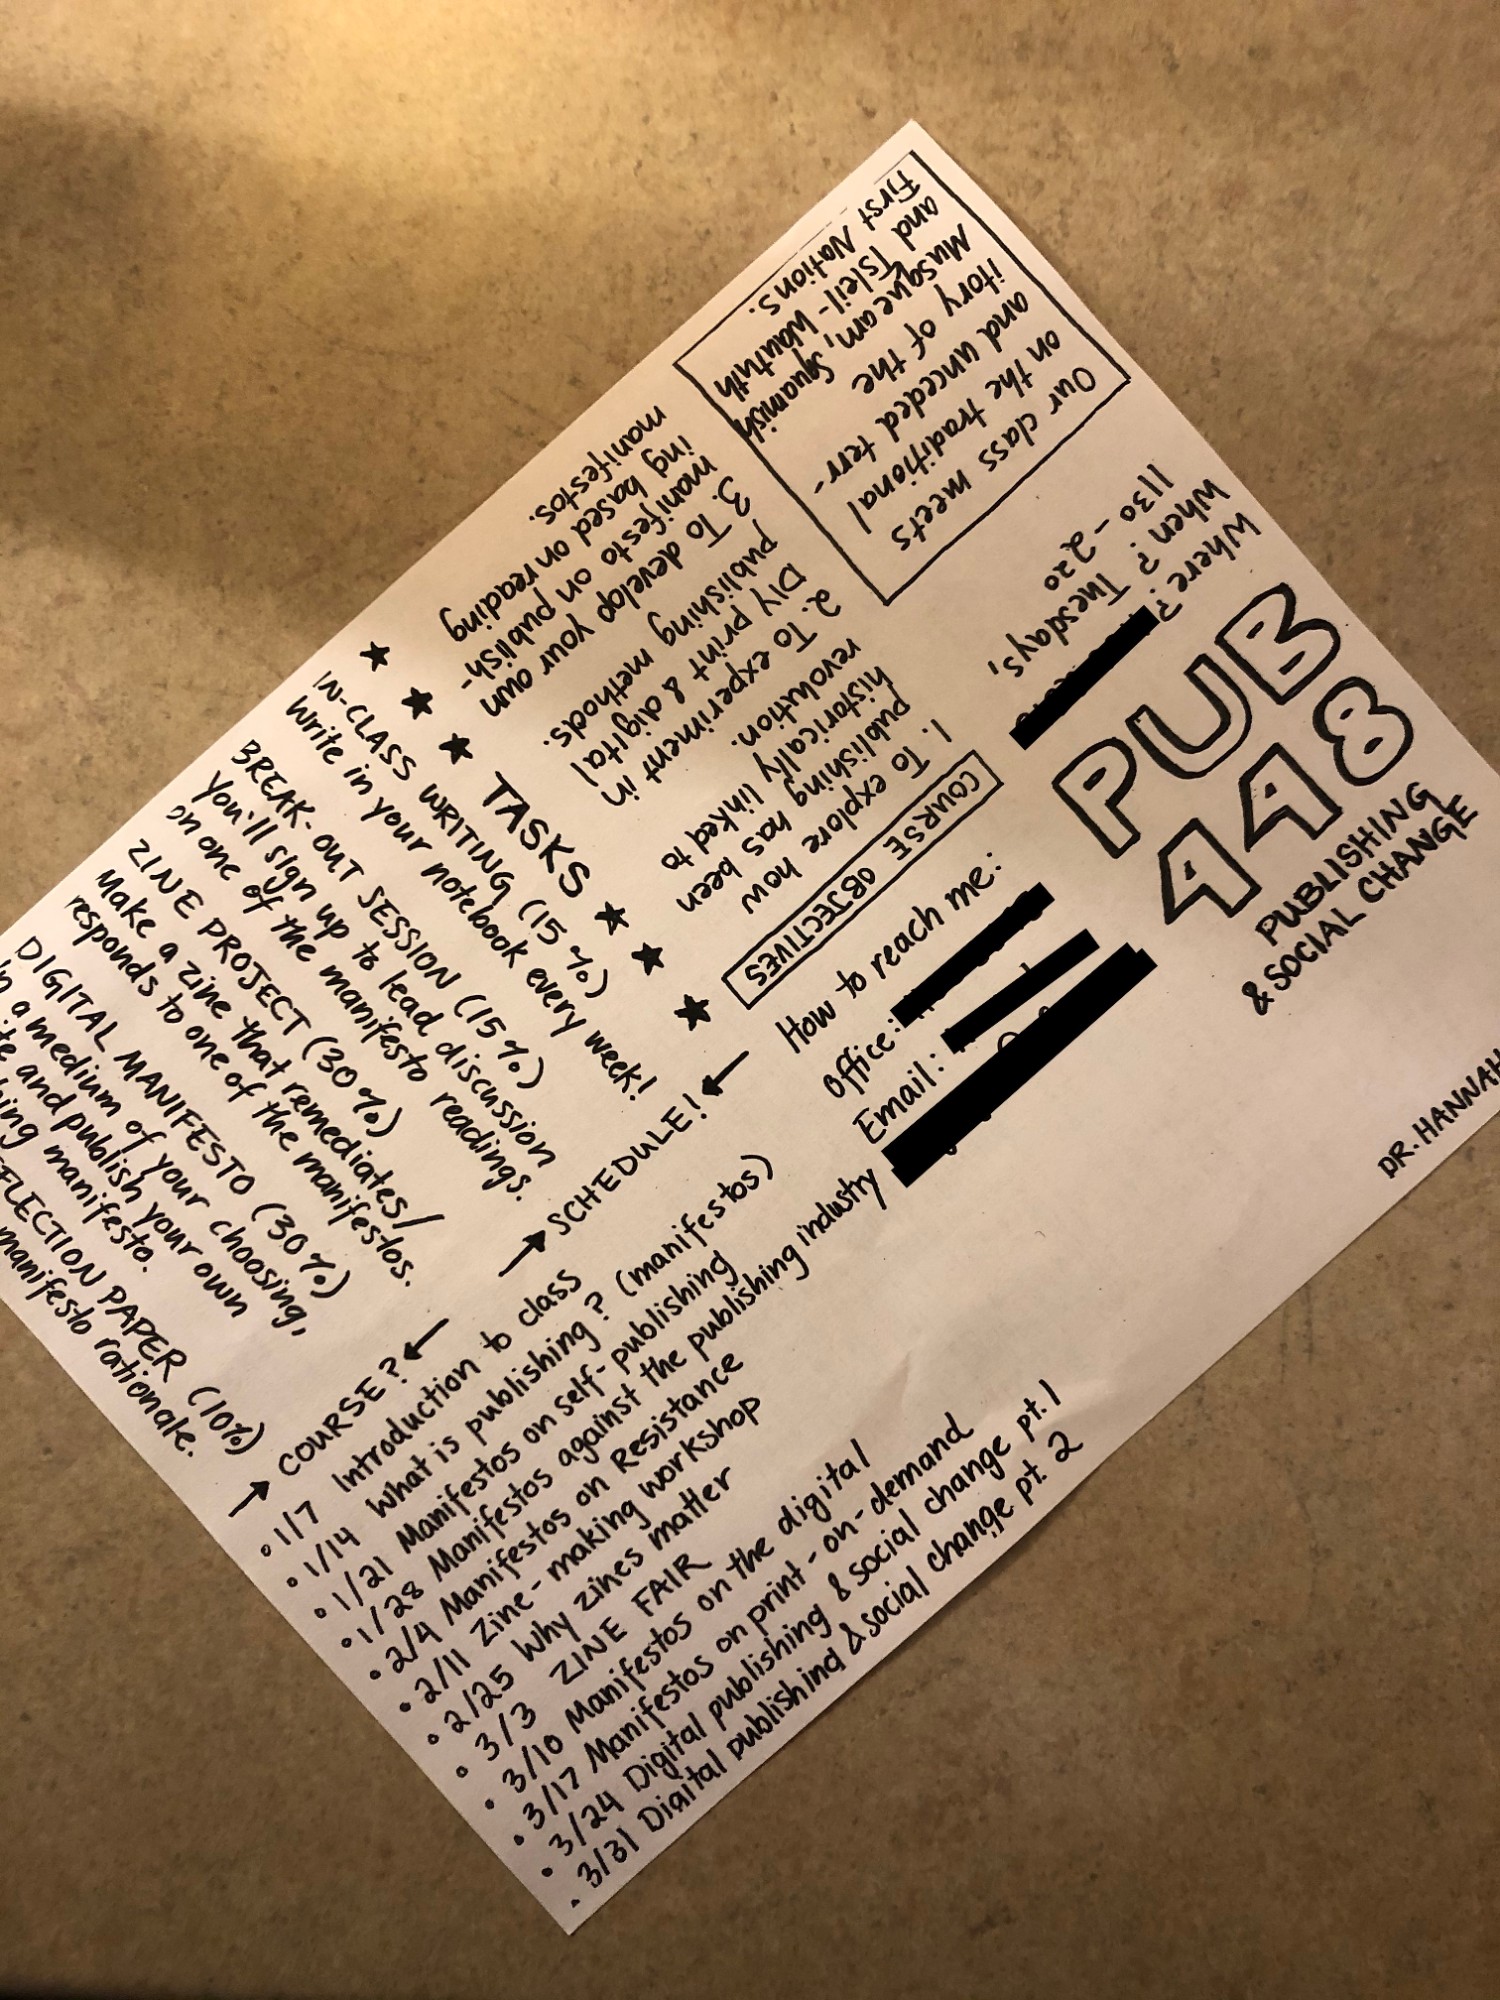 PUB
448
PUBLISHING
& SOCIAL CHANGE
DR. HANNAH
Where?
When? Tuesdays,
1130 - 220
Our class meets
on the traditional
and unceded terr-
itory of the
Musqueam, Squamish
and Tsleil-Waututh
First Nations.
COURSE OBJECTIVES
1. To explore how
publishing has been
historically linked to
revolution.
2. To experiment in
DIY print & digital
publishing methods.
3. To develop your own
manifesto on publish-
ing based on reading
manifestos.
TASKS
IN-CLASS WRITING (15%)
Write in your notebook every week!
BREAK-OUT SESSION (15%)
You'll sign up to lead discussion
on one of the manifesto readings.
ZINE PROJECT (30%)
Make a zine that remediates/
responds to one of the manifestos.
DIGITAL MANIFESTO (30%)
In a medium of your choosing,
and publish your own
manifesto.
PAPER (10%)
manifesto rationale.
How to reach me:
Office:
Email:
SCHEDULE!
COURSE?
• 1/7 Introduction to class
• 1/14 What is publishing? (manifestos)
• 1/21 Manifestos on self-publishing
• 1/28 Manifestos against the publishing industry
• 2/4 Manifestos on Resistance
• 2/11 Zine-making workshop
• 2/25 Why zines matter
• 3/3 ZINE FAIR
• 3/10 Manifestos on the digital
• 3/17 Manifestos on print-on-demand
• 3/24 Digital publishing & social change pt. 1
• 3/31 Digital publishing & social change pt. 2